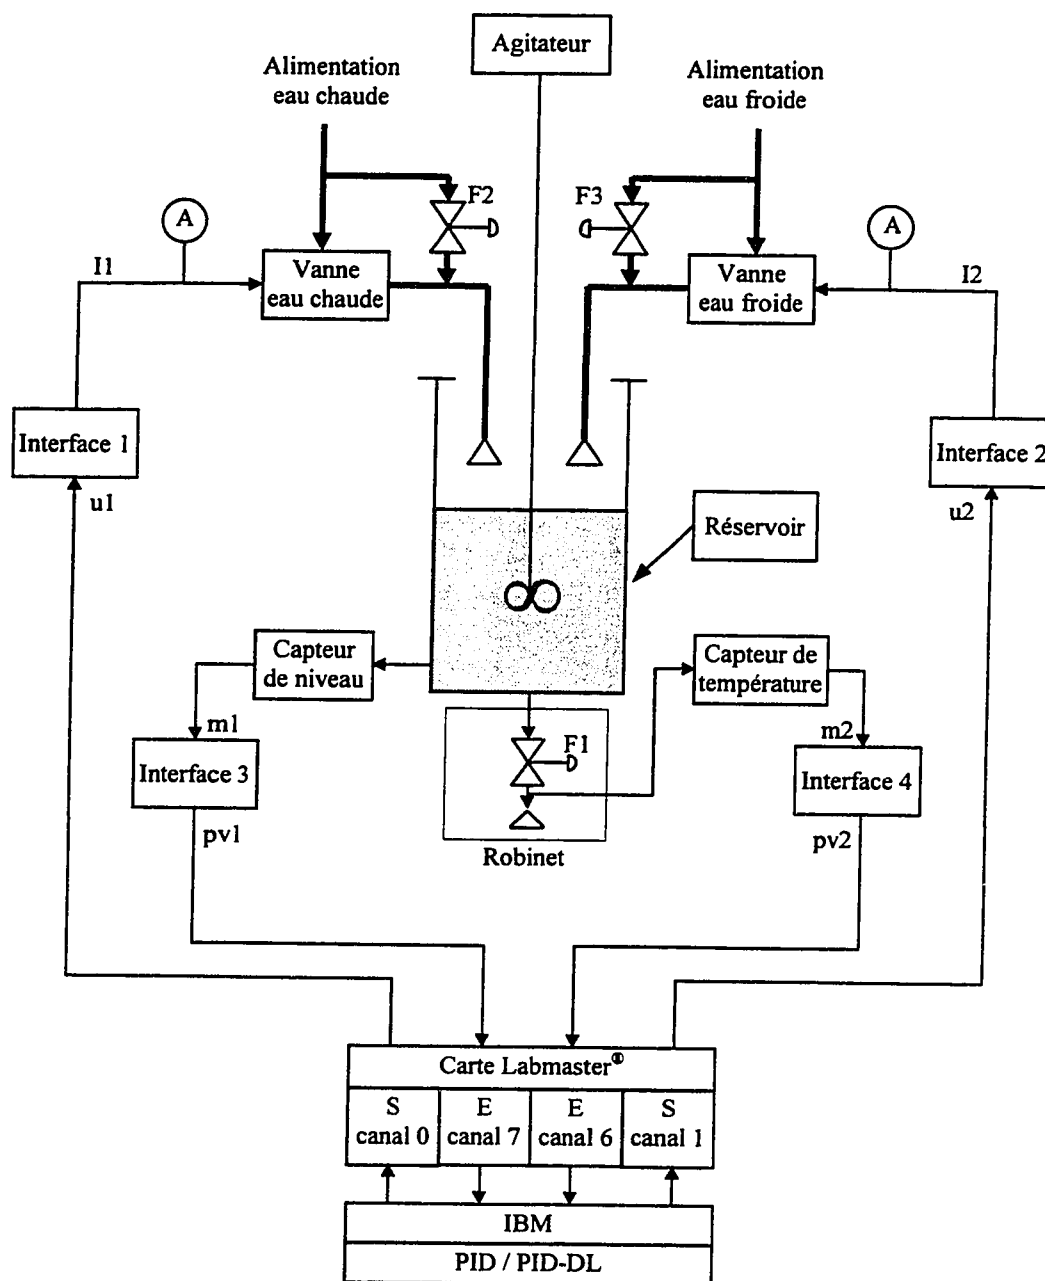 Agitateur
Alimentation
eau chaude
Alimentation
eau froide
F2
F3
A
A
I1
Vanne
eau chaude
Vanne
eau froide
I2
Interface 1
Interface 2
u1
u2
Réservoir
Capteur
de niveau
Capteur de
température
m1
F1
m2
Interface 3
Interface 4
pv1
pv2
Robinet
Carte Labmaster®
S
canal 0
E
canal 7
E
canal 6
S
canal 1
IBM
PID / PID-DL